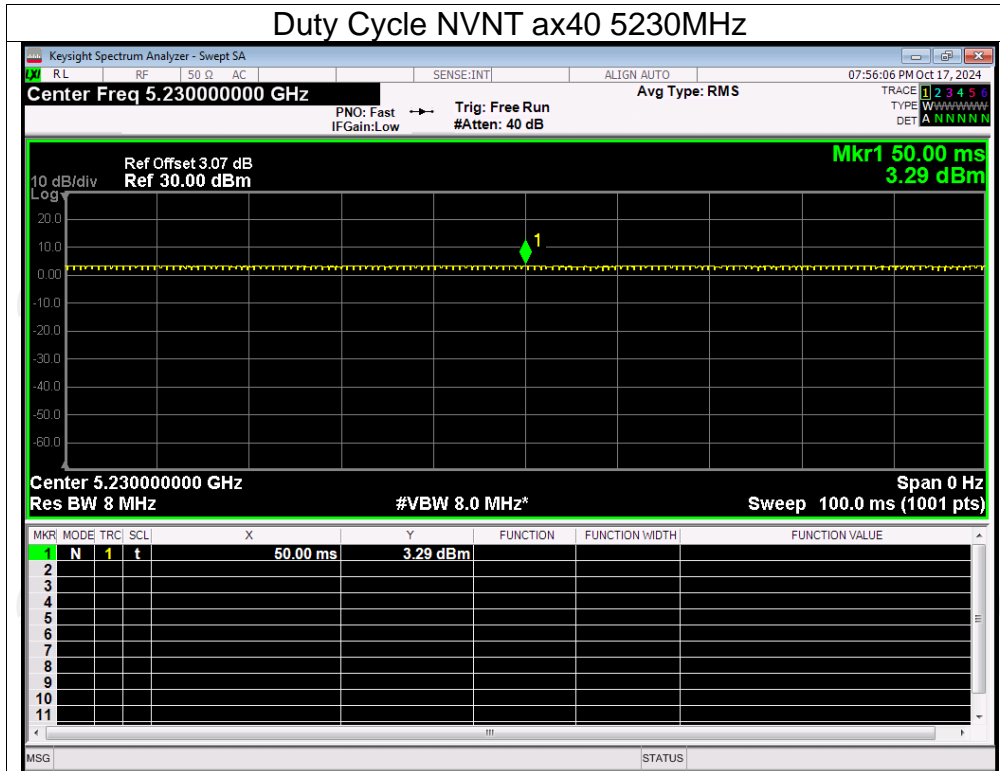 Duty Cycle NVNT ax40 5230MHz
Keysight Spectrum Analyzer - Swept SA
LXI RL RF 50 Ω AC SENSE:INT ALIGN AUTO 07:56:06 PM Oct 17, 2024
Center Freq 5.230000000 GHz
PNO: Fast
IFGain:Low
Trig: Free Run
#Atten: 40 dB
Avg Type: RMS
TRACE 1 2 3 4 5 6
TYPE WWWWWW
DET A N N N N N
Mkr1 50.00 ms
3.29 dBm
Ref Offset 3.07 dB
10 dB/div Ref 30.00 dBm
Log
20.0
10.0
0.00
-10.0
-20.0
-30.0
-40.0
-50.0
-60.0
1
Center 5.230000000 GHz Span 0 Hz
Res BW 8 MHz #VBW 8.0 MHz* Sweep 100.0 ms (1001 pts)
MKR MODE TRC SCL X Y FUNCTION FUNCTION WIDTH FUNCTION VALUE
1 N 1 t 50.00 ms 3.29 dBm
2
3
4
5
6
7
8
9
10
11
MSG STATUS